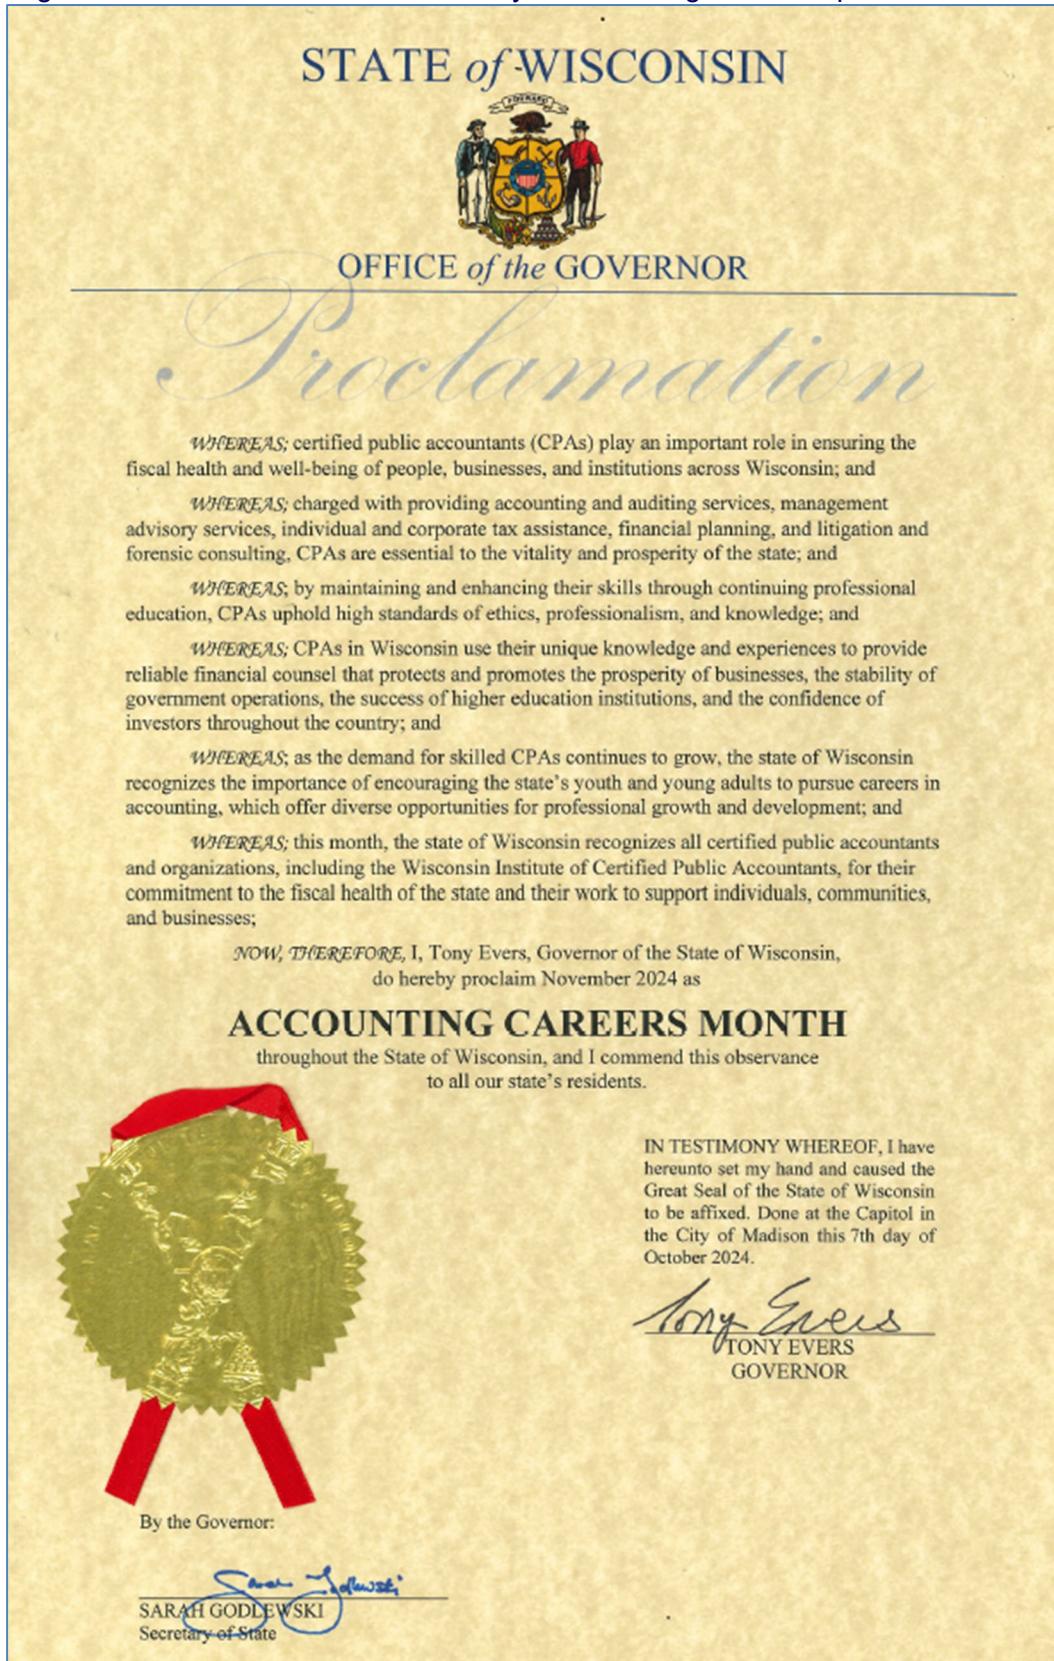 STATE of WISCONSIN
FORWARD
OFFICE of the GOVERNOR
Proclamation
WHEREAS; certified public accountants (CPAs) play an important role in ensuring the
fiscal health and well-being of people, businesses, and institutions across Wisconsin; and
WHEREAS; charged with providing accounting and auditing services, management
advisory services, individual and corporate tax assistance, financial planning, and litigation and
forensic consulting, CPAs are essential to the vitality and prosperity of the state; and
WHEREAS; by maintaining and enhancing their skills through continuing professional
education, CPAs uphold high standards of ethics, professionalism, and knowledge; and
WHEREAS; CPAs in Wisconsin use their unique knowledge and experiences to provide
reliable financial counsel that protects and promotes the prosperity of businesses, the stability of
government operations, the success of higher education institutions, and the confidence of
investors throughout the country; and
WHEREAS; as the demand for skilled CPAs continues to grow, the state of Wisconsin
recognizes the importance of encouraging the state's youth and young adults to pursue careers in
accounting, which offer diverse opportunities for professional growth and development; and
WHEREAS; this month, the state of Wisconsin recognizes all certified public accountants
and organizations, including the Wisconsin Institute of Certified Public Accountants, for their
commitment to the fiscal health of the state and their work to support individuals, communities,
and businesses;
NOW, THEREFORE, I, Tony Evers, Governor of the State of Wisconsin,
do hereby proclaim November 2024 as
ACCOUNTING CAREERS MONTH
throughout the State of Wisconsin, and I commend this observance
to all our state's residents.
IN TESTIMONY WHEREOF, I have
hereunto set my hand and caused the
Great Seal of the State of Wisconsin
to be affixed. Done at the Capitol in
the City of Madison this 7th day of
October 2024.
Tony Evers
TONY EVERS
GOVERNOR
By the Governor:
Sarah Godlewski
SARAH GODLEWSKI
Secretary of State